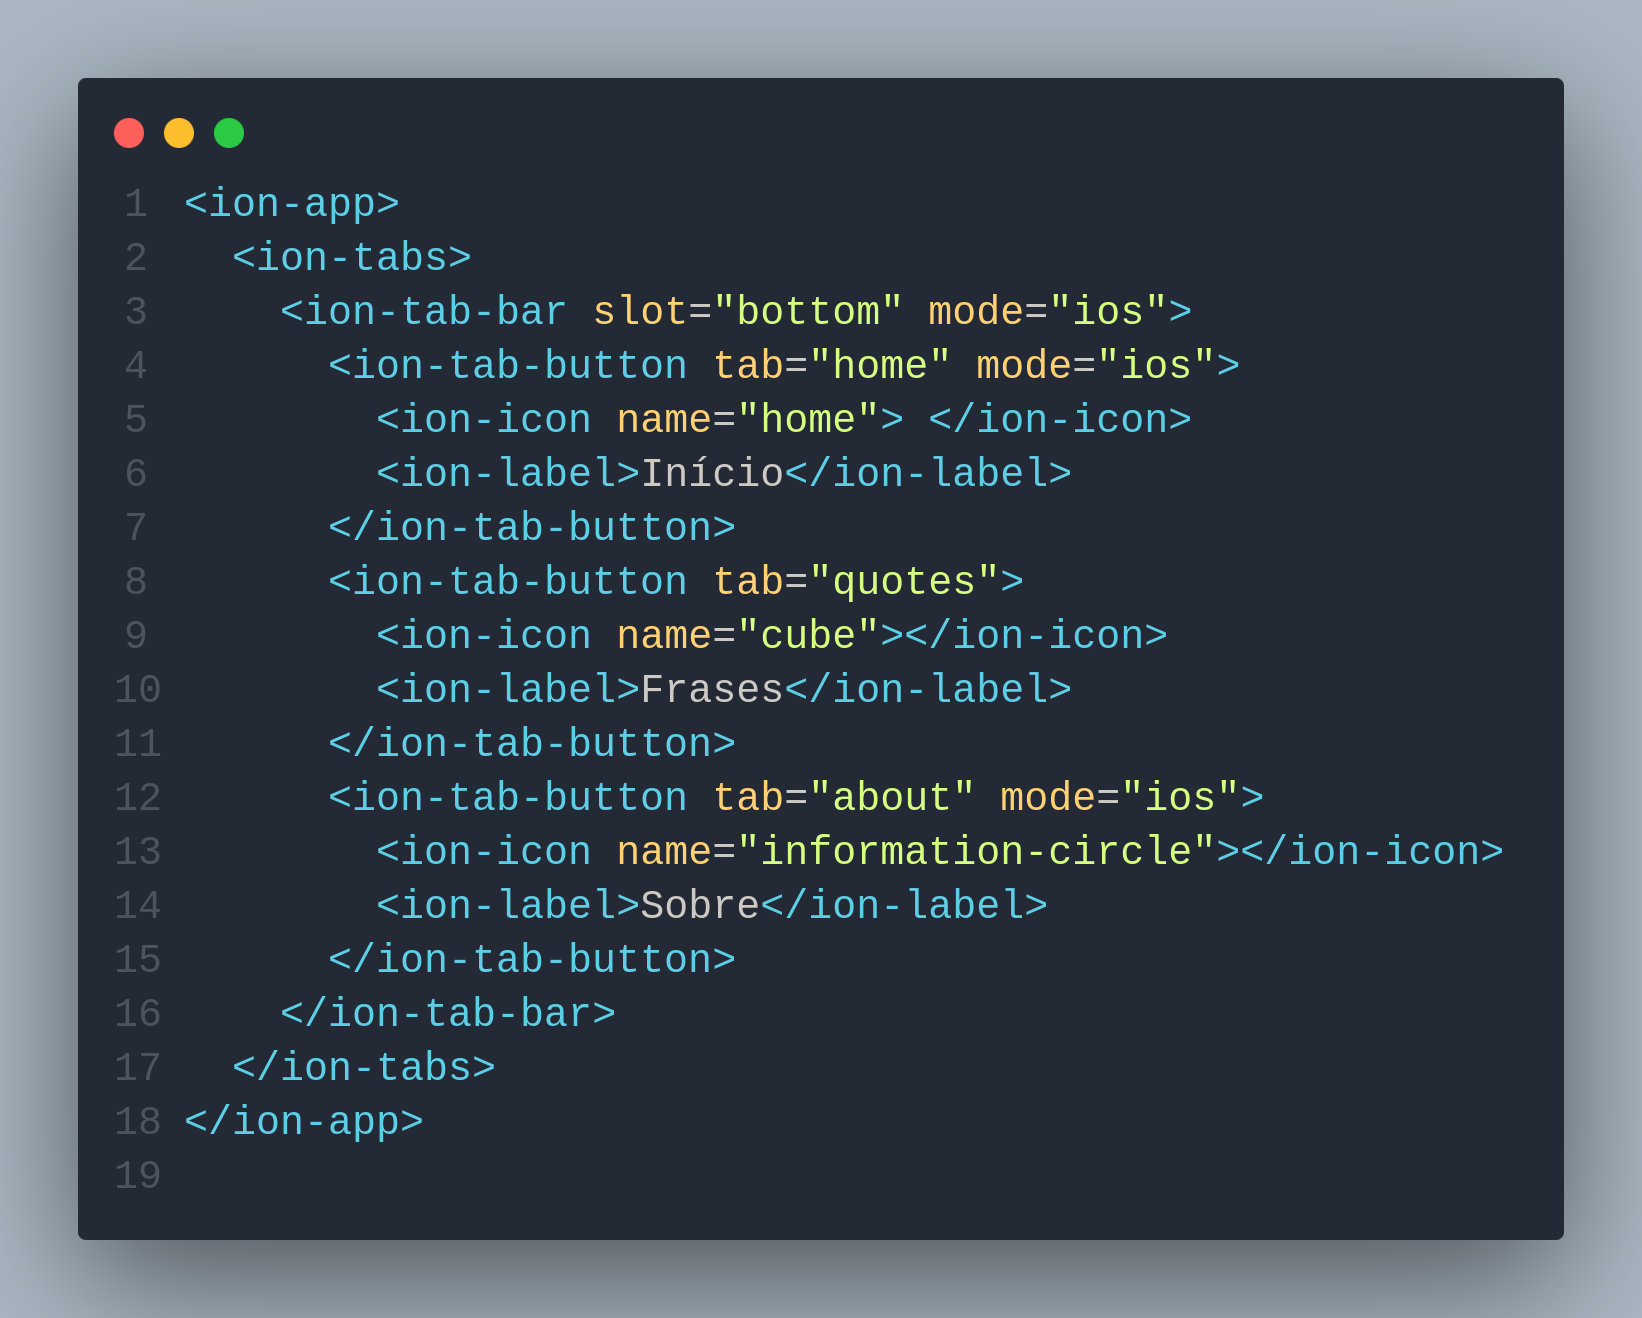 1 <ion-app>
2   <ion-tabs>
3     <ion-tab-bar slot="bottom" mode="ios">
4       <ion-tab-button tab="home" mode="ios">
5         <ion-icon name="home"> </ion-icon>
6         <ion-label>Início</ion-label>
7       </ion-tab-button>
8       <ion-tab-button tab="quotes">
9         <ion-icon name="cube"></ion-icon>
10         <ion-label>Frases</ion-label>
11       </ion-tab-button>
12       <ion-tab-button tab="about" mode="ios">
13         <ion-icon name="information-circle"></ion-icon>
14         <ion-label>Sobre</ion-label>
15       </ion-tab-button>
16     </ion-tab-bar>
17   </ion-tabs>
18 </ion-app>
19